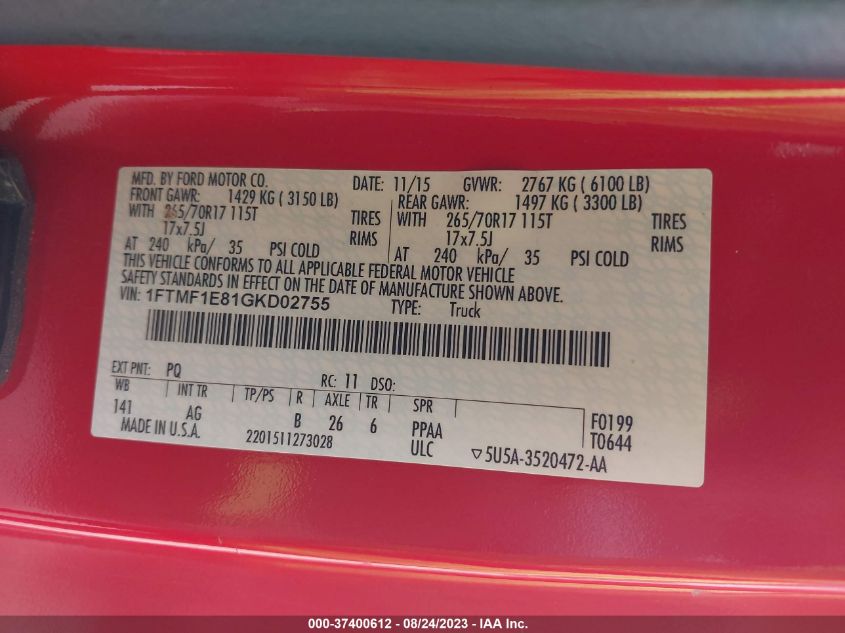 MFD. BY FORD MOTOR CO.
DATE: 11/15 GVWR: 2767 KG ( 6100 LB)
FRONT GAWR: 1429 KG ( 3150 LB) REAR GAWR: 1497 KG ( 3300 LB)
WITH 265/70R17 115T TIRES WITH 265/70R17 115T TIRES
17x7.5J RIMS 17x7.5J RIMS
AT 240 kPa/ 35 PSI COLD AT 240 kPa/ 35 PSI COLD
THIS VEHICLE CONFORMS TO ALL APPLICABLE FEDERAL MOTOR VEHICLE
SAFETY STANDARDS IN EFFECT ON THE DATE OF MANUFACTURE SHOWN ABOVE.
VIN: 1FTMF1E81GKD02755 TYPE: Truck
EXT PNT: PQ RC: 11 DSO:
WB INT TR TP/PS R AXLE TR SPR
141 AG B 26 6 PPAA F0199
MADE IN U.S.A. 2201511273028 ULC T0644
▽5U5A-3520472-AA
000-37400612 - 08/24/2023 - IAA Inc.